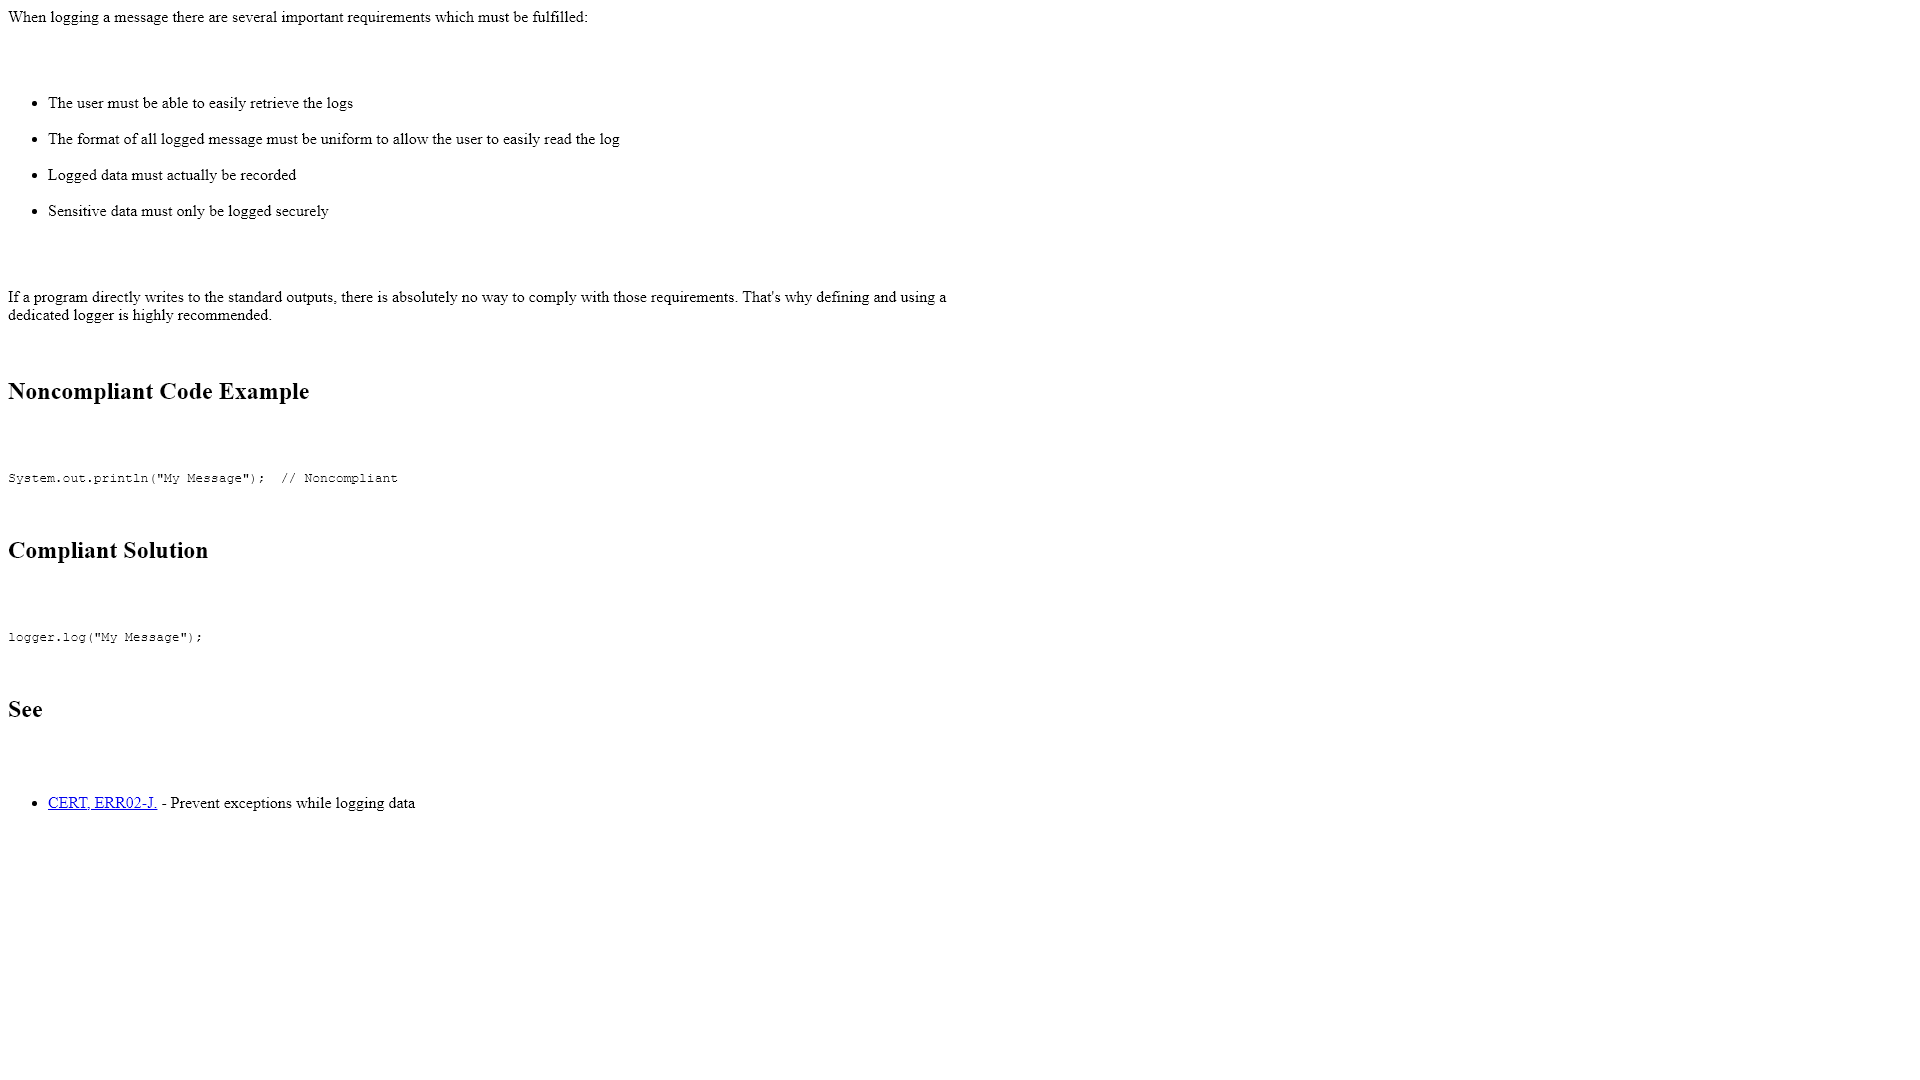 When logging a message there are several important requirements which must be fulfilled:
The user must be able to easily retrieve the logs
The format of all logged message must be uniform to allow the user to easily read the log
Logged data must actually be recorded
Sensitive data must only be logged securely
If a program directly writes to the standard outputs, there is absolutely no way to comply with those requirements. That's why defining and using a
dedicated logger is highly recommended.
Noncompliant Code Example
System.out.println("My Message");  // Noncompliant
Compliant Solution
logger.log("My Message");
See
CERT, ERR02-J. - Prevent exceptions while logging data